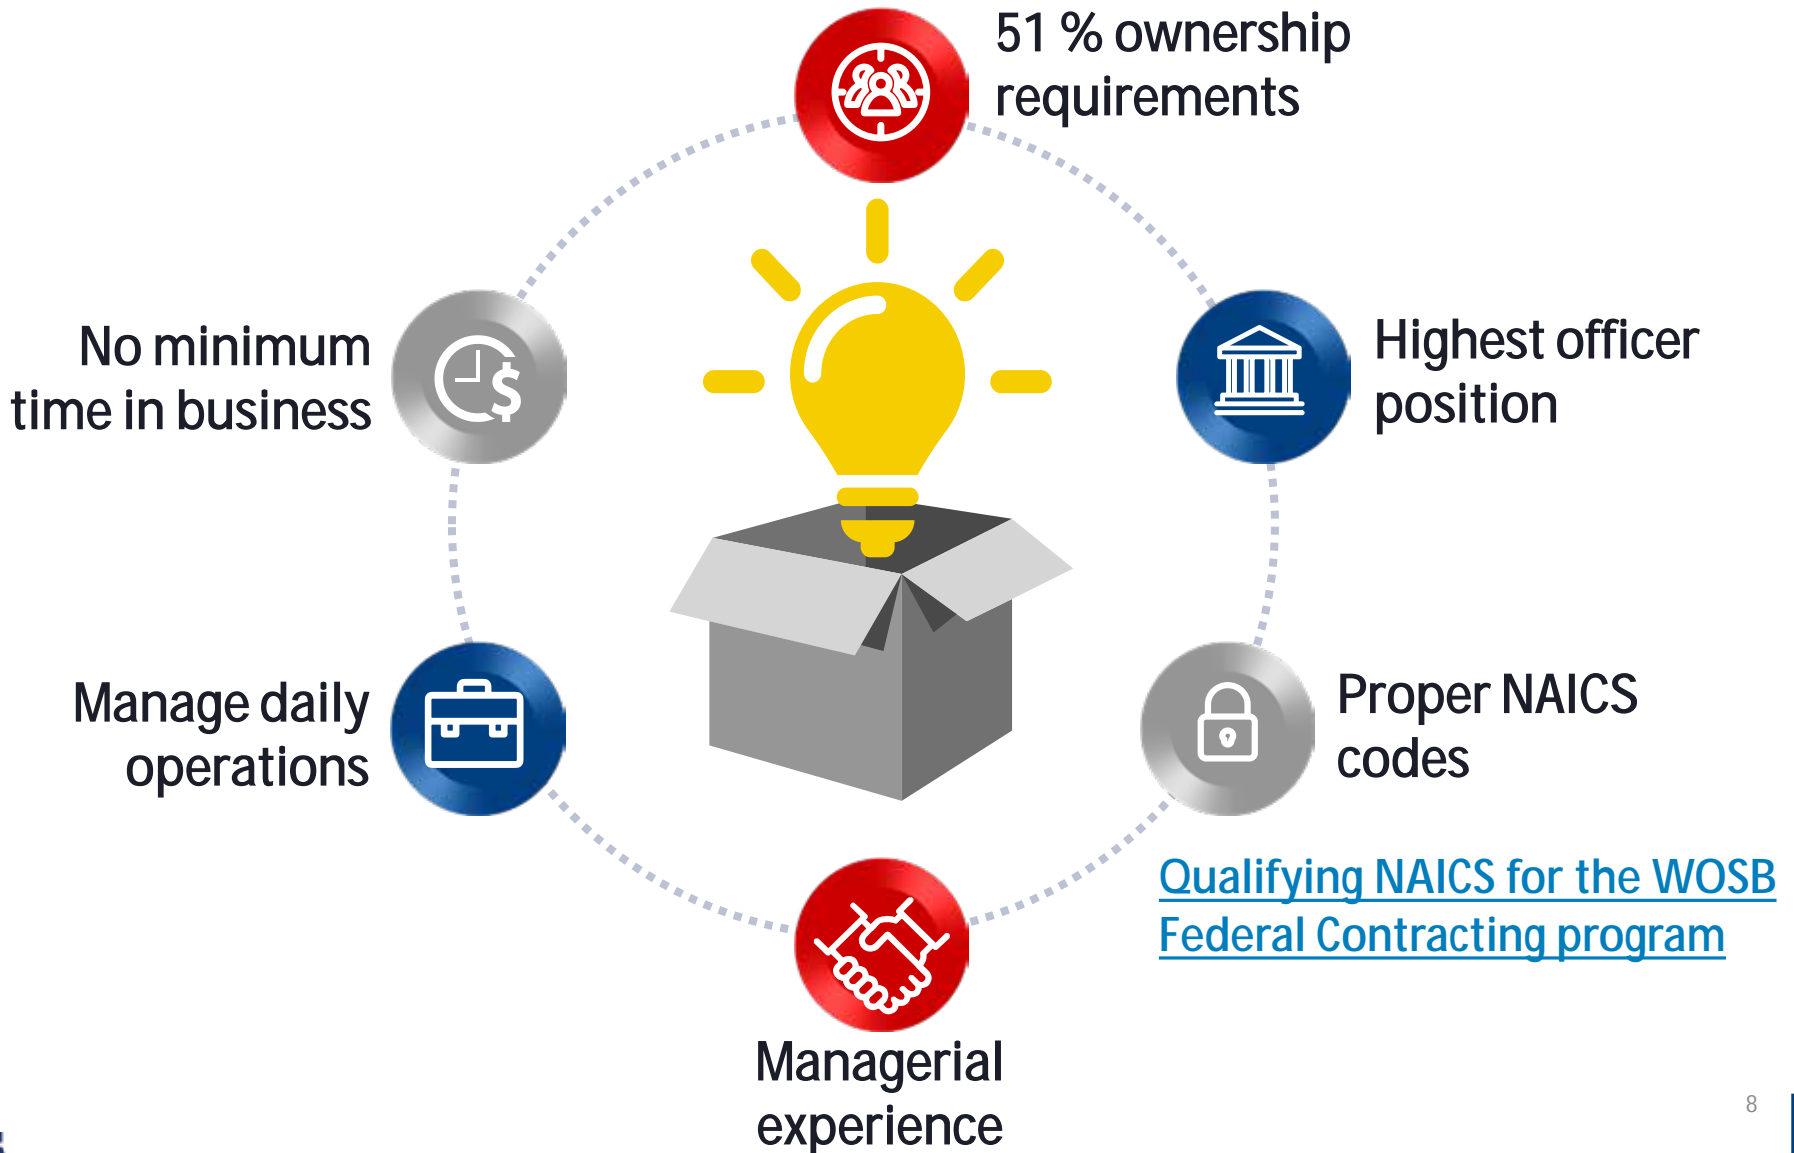 51 % ownership
requirements
Highest officer
position
Proper NAICS
codes
Qualifying NAICS for the WOSB
Federal Contracting program
Managerial
experience
Manage daily
operations
No minimum
time in business
8